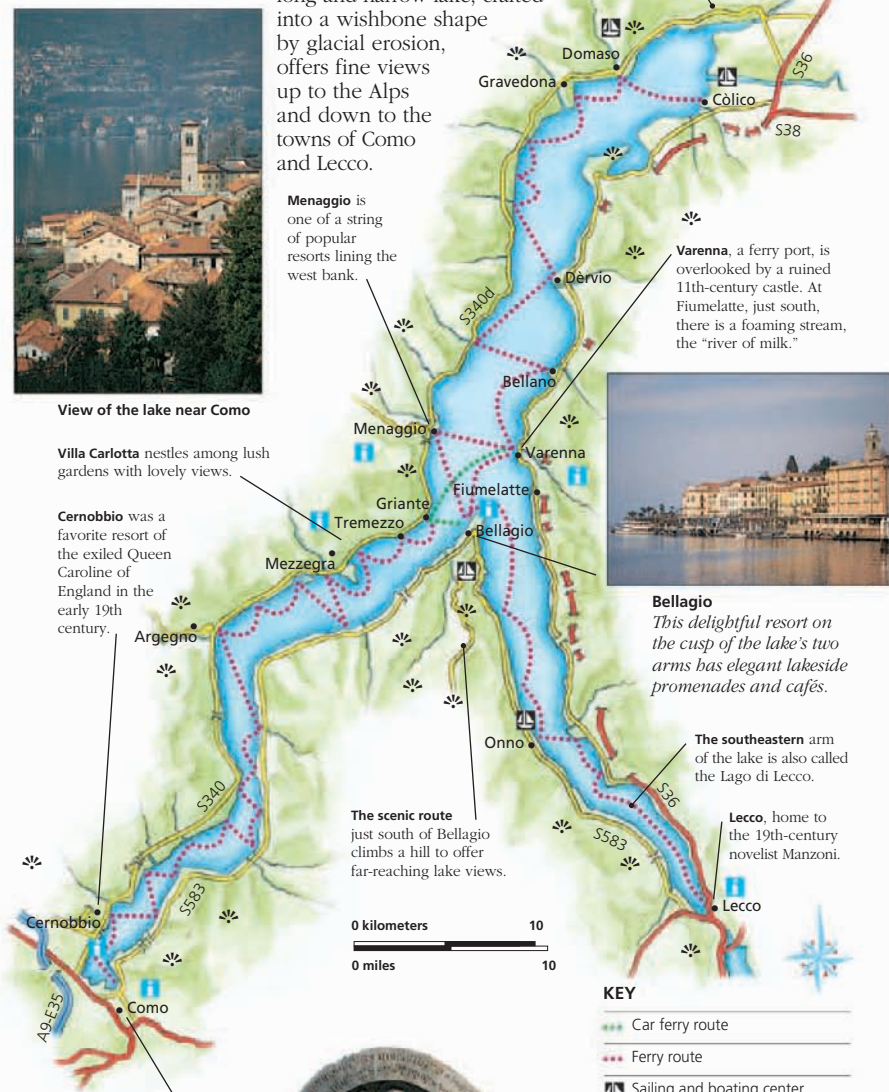 into a wishbone shape
by glacial erosion,
offers fine views
up to the Alps
and down to the
towns of Como
and Lecco.
Domaso
Gravedona
Còlico
S36
S38
Menaggio is
one of a string
of popular
resorts lining the
west bank.
Varenna, a ferry port, is
overlooked by a ruined
11th-century castle. At
Fiumelatte, just south,
there is a foaming stream,
the “river of milk.”
Dèrvio
S340d
Bellano
View of the lake near Como
Menaggio
Varenna
Villa Carlotta nestles among lush
gardens with lovely views.
Fiumelatte
Griante
Tremezzo
Bellagio
Mezzegra
Cernobbio was a
favorite resort of
the exiled Queen
Caroline of
England in the
early 19th
century.
Argegno
Bellagio
This delightful resort on
the cusp of the lake’s two
arms has elegant lakeside
promenades and cafés.
Onno
The southeastern arm
of the lake is also called
the Lago di Lecco.
S36
S340
The scenic route
just south of Bellagio
climbs a hill to offer
far-reaching lake views.
S583
Lecco, home to
the 19th-century
novelist Manzoni.
S583
Lecco
Cernobbio
0 kilometers 10
0 miles 10
A9-E35
Como
KEY
Car ferry route
Ferry route
Sailing and boating center